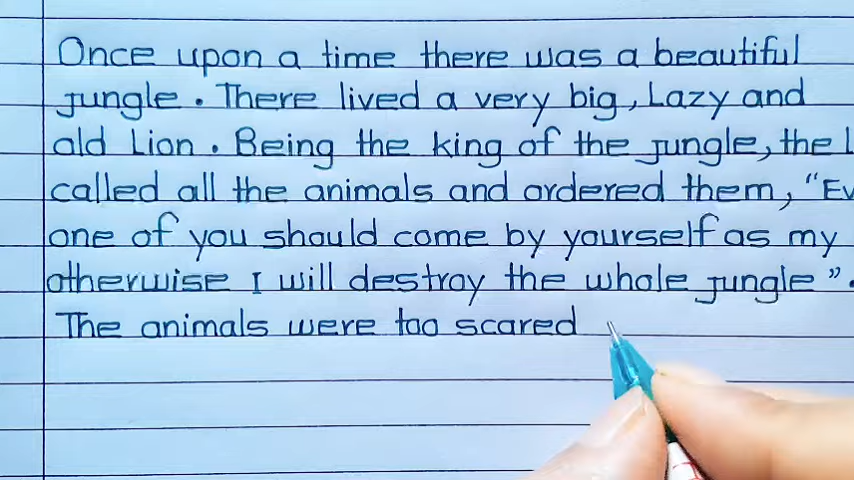 Once upon a time there was a beautiful
jungle. There lived a very big, Lazy and
old Lion. Being the king of the jungle, the L
called all the animals and ordered them, "Ev
one of you should come by yourself as my
otherwise I will destroy the whole jungle".
The animals were too scared